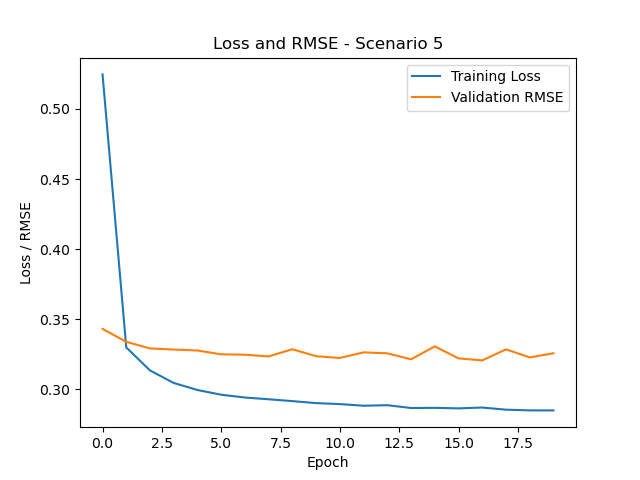 Loss and RMSE - Scenario 5
Training Loss
Validation RMSE
0.50
0.45
0.40
0.35
0.30
Loss / RMSE
0.0 2.5 5.0 7.5 10.0 12.5 15.0 17.5
Epoch